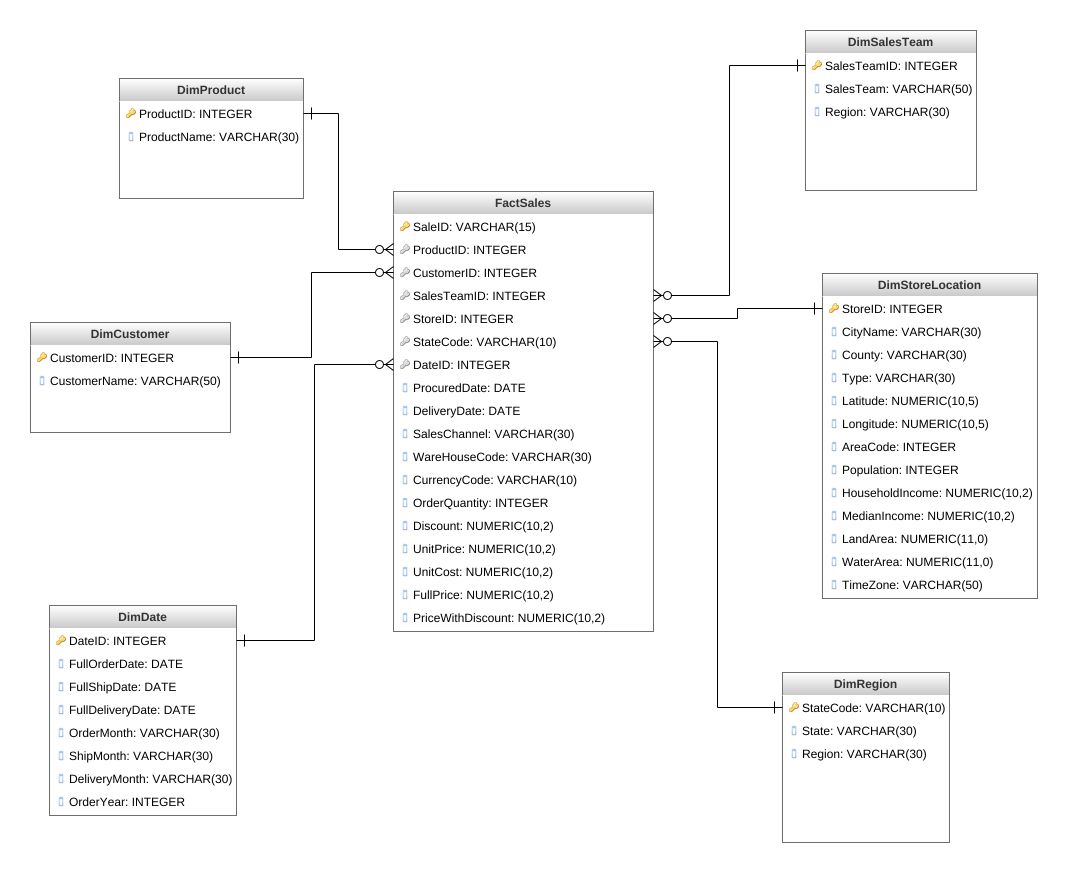 DimSalesTeam
SalesTeamID: INTEGER
SalesTeam: VARCHAR(50)
Region: VARCHAR(30)
DimProduct
ProductID: INTEGER
ProductName: VARCHAR(30)
FactSales
SaleID: VARCHAR(15)
ProductID: INTEGER
CustomerID: INTEGER
SalesTeamID: INTEGER
StoreID: INTEGER
StateCode: VARCHAR(10)
DateID: INTEGER
ProcuredDate: DATE
DeliveryDate: DATE
SalesChannel: VARCHAR(30)
WareHouseCode: VARCHAR(30)
CurrencyCode: VARCHAR(10)
OrderQuantity: INTEGER
Discount: NUMERIC(10,2)
UnitPrice: NUMERIC(10,2)
UnitCost: NUMERIC(10,2)
FullPrice: NUMERIC(10,2)
PriceWithDiscount: NUMERIC(10,2)
DimStoreLocation
StoreID: INTEGER
CityName: VARCHAR(30)
County: VARCHAR(30)
Type: VARCHAR(30)
Latitude: NUMERIC(10,5)
Longitude: NUMERIC(10,5)
AreaCode: INTEGER
Population: INTEGER
HouseholdIncome: NUMERIC(10,2)
MedianIncome: NUMERIC(10,2)
LandArea: NUMERIC(11,0)
WaterArea: NUMERIC(11,0)
TimeZone: VARCHAR(50)
DimCustomer
CustomerID: INTEGER
CustomerName: VARCHAR(50)
DimDate
DateID: INTEGER
FullOrderDate: DATE
FullShipDate: DATE
FullDeliveryDate: DATE
OrderMonth: VARCHAR(30)
ShipMonth: VARCHAR(30)
DeliveryMonth: VARCHAR(30)
OrderYear: INTEGER
DimRegion
StateCode: VARCHAR(10)
State: VARCHAR(30)
Region: VARCHAR(30)